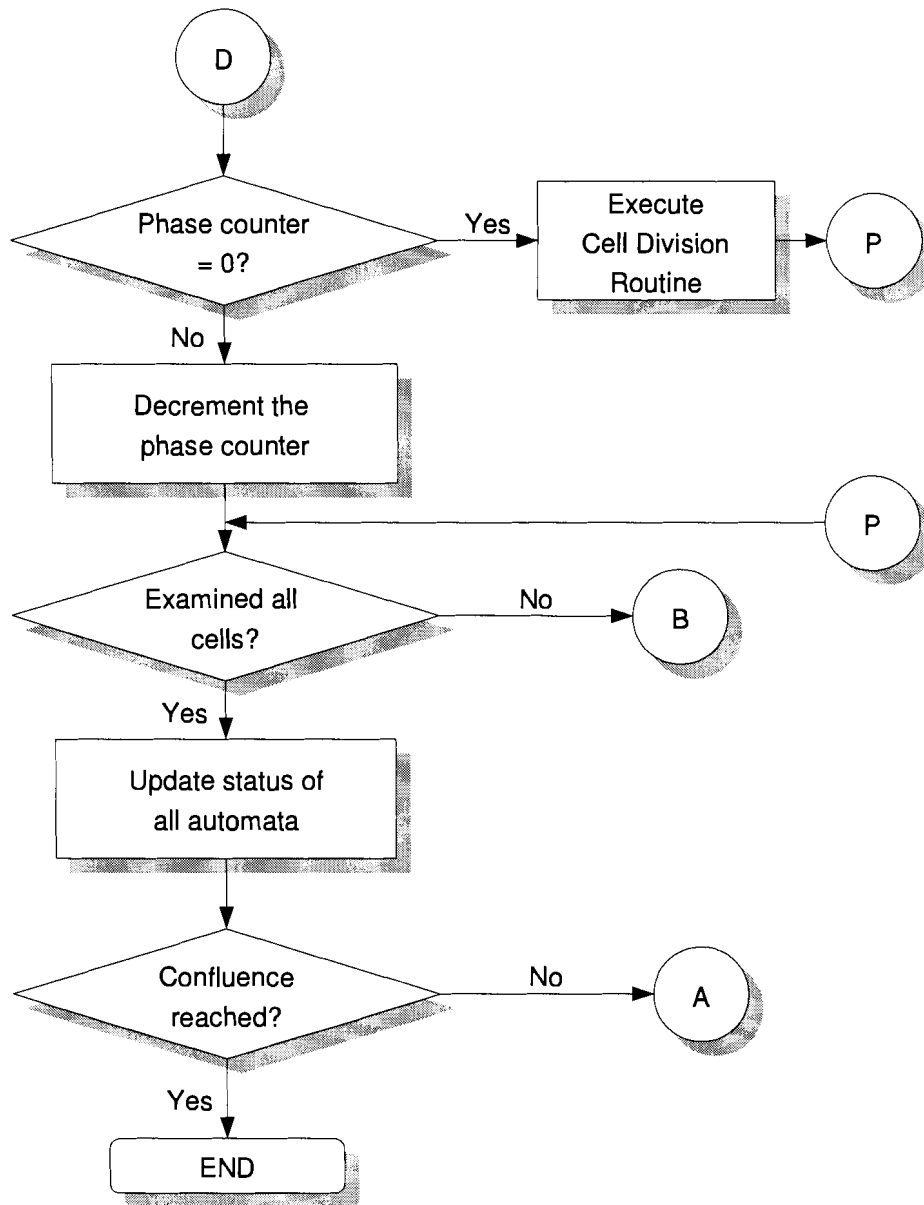 D
Phase counter
= 0?
Yes
Execute
Cell Division
Routine
P
No
Decrement the
phase counter
P
Examined all
cells?
No
B
Yes
Update status of
all automata
Confluence
reached?
No
A
Yes
END